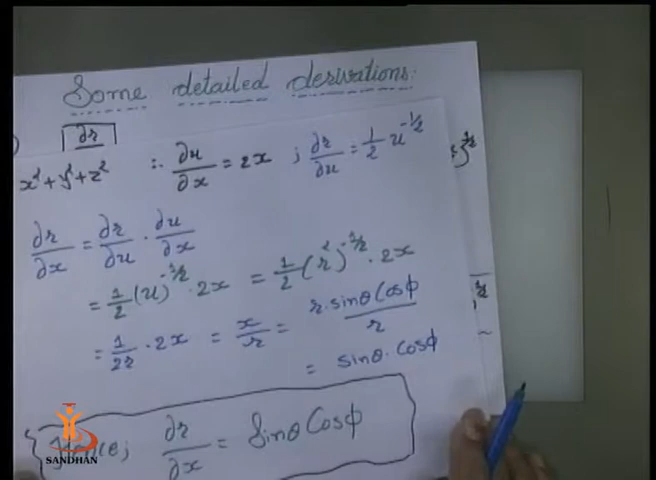 Some detailed derivations:
∂r
x² + y² + z² ∴ ∂u/∂x = 2x ; ∂r/∂u = 1/2 u^(-1/2)
∂r/∂x = ∂r/∂u · ∂u/∂x
= 1/2 (u)^(-1/2) · 2x = 1/2 (r²)^(-1/2) · 2x
= 1/2r · 2x = x/r = r·sinθ Cosϕ/r
= sinθ · cosϕ
Hence; ∂r/∂x = Sinθ Cosϕ
SANDHAN